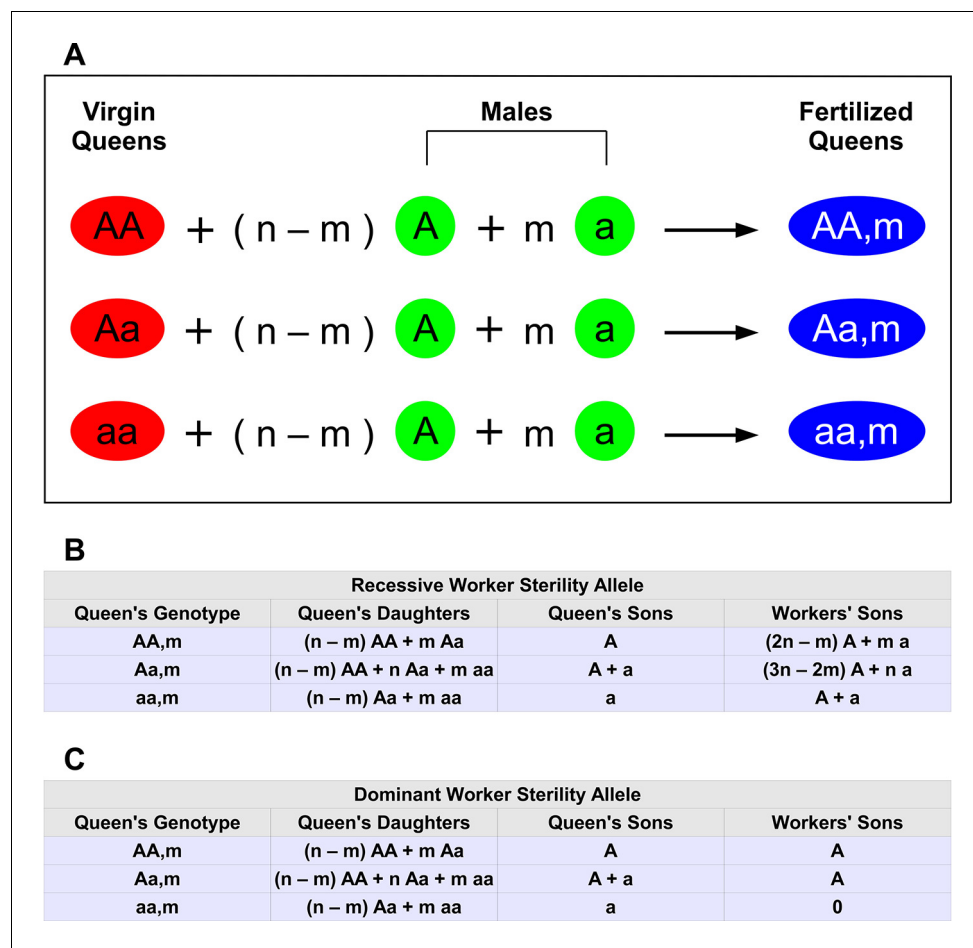 A
Virgin Queens
Males
Fertilized Queens
AA + ( n – m ) A + m a AA,m
Aa + ( n – m ) A + m a Aa,m
aa + ( n – m ) A + m a aa,m
B
Recessive Worker Sterility Allele
Queen's Genotype Queen's Daughters Queen's Sons Workers' Sons
AA,m (n – m) AA + m Aa A (2n – m) A + m a
Aa,m (n – m) AA + n Aa + m aa A + a (3n – 2m) A + n a
aa,m (n – m) Aa + m aa a A + a
C
Dominant Worker Sterility Allele
Queen's Genotype Queen's Daughters Queen's Sons Workers' Sons
AA,m (n – m) AA + m Aa A A
Aa,m (n – m) AA + n Aa + m aa A + a A
aa,m (n – m) Aa + m aa a 0